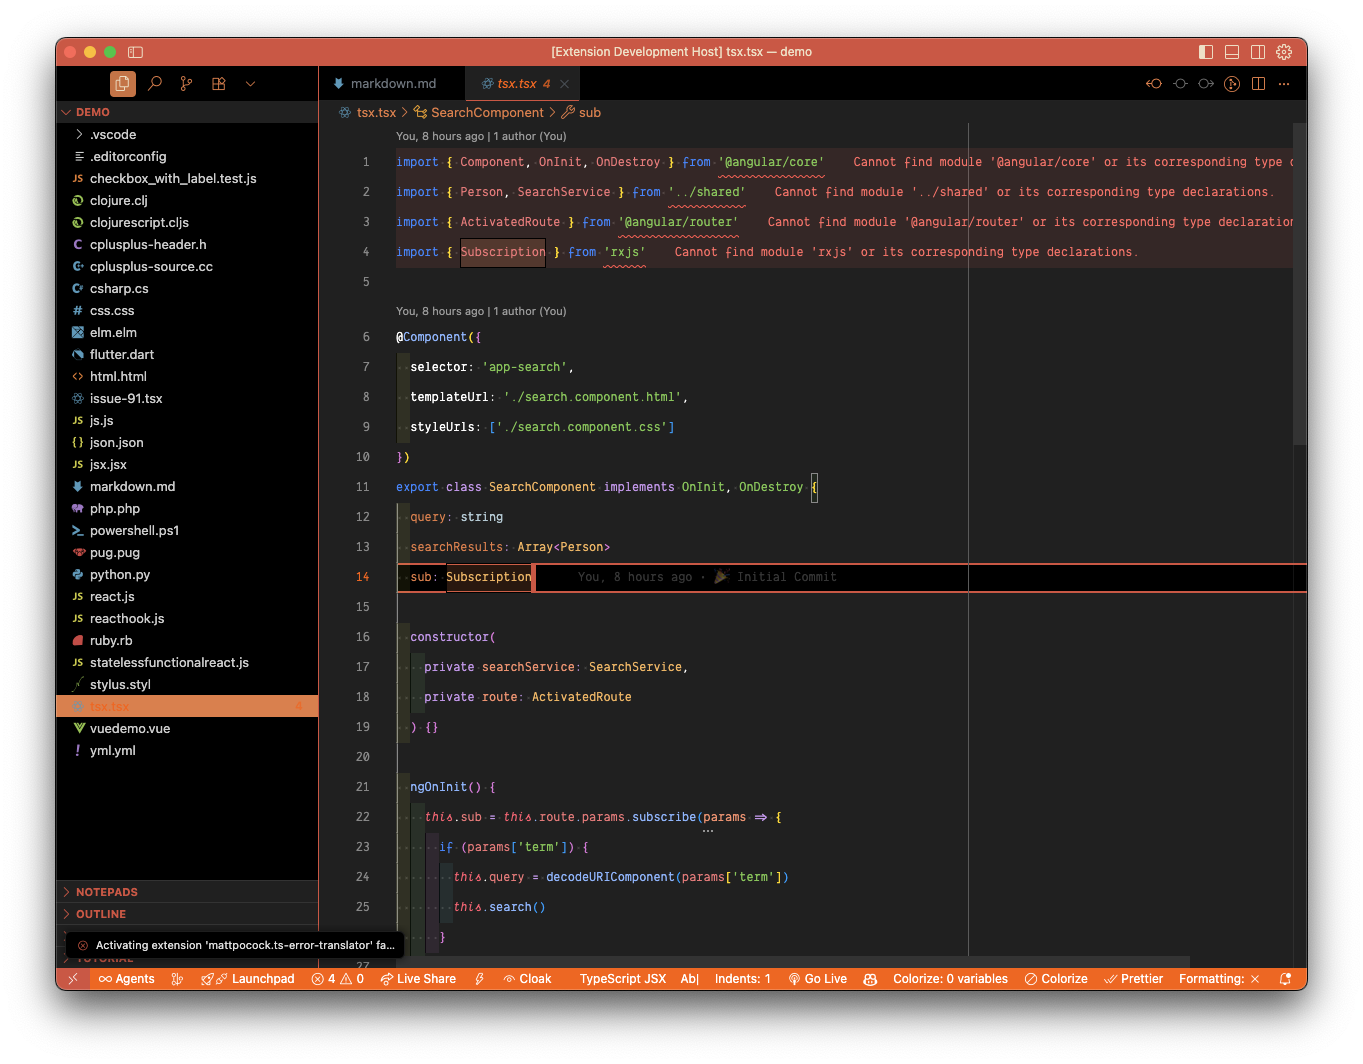 [Extension Development Host] tsx.tsx — demo
markdown.md
tsx.tsx 4
DEMO
tsx.tsx > SearchComponent > sub
.vscode
.editorconfig
checkbox_with_label.test.js
clojure.clj
clojurescript.cljs
cplusplus-header.h
cplusplus-source.cc
csharp.cs
css.css
elm.elm
flutter.dart
html.html
issue-91.tsx
js.js
json.json
jsx.jsx
markdown.md
php.php
powershell.ps1
pug.pug
python.py
react.js
reacthook.js
ruby.rb
statelessfunctionalreact.js
stylus.styl
tsx.tsx 4
vuedemo.vue
yml.yml
NOTEPADS
OUTLINE
TUTORIAL
You, 8 hours ago | 1 author (You)
1 import { Component, OnInit, OnDestroy } from '@angular/core' Cannot find module '@angular/core' or its corresponding type
2 import { Person, SearchService } from '../shared' Cannot find module '../shared' or its corresponding type declarations.
3 import { ActivatedRoute } from '@angular/router' Cannot find module '@angular/router' or its corresponding type declaration
4 import { Subscription } from 'rxjs' Cannot find module 'rxjs' or its corresponding type declarations.
5
You, 8 hours ago | 1 author (You)
6 @Component({
7 selector: 'app-search',
8 templateUrl: './search.component.html',
9 styleUrls: ['./search.component.css']
10 })
11 export class SearchComponent implements OnInit, OnDestroy {
12 query: string
13 searchResults: Array<Person>
14 sub: Subscription You, 8 hours ago · 🎉 Initial Commit
15
16 constructor(
17 private searchService: SearchService,
18 private route: ActivatedRoute
19 ) {}
20
21 ngOnInit() {
22 this.sub = this.route.params.subscribe(params => {
23 if (params['term']) {
24 this.query = decodeURIComponent(params['term'])
25 this.search()
}
27
Activating extension 'mattpocock.ts-error-translator' fa...
Agents
Launchpad
4 0
Live Share
Cloak
TypeScript JSX
Ab|
Indents: 1
Go Live
Colorize: 0 variables
Colorize
Prettier
Formatting: ×